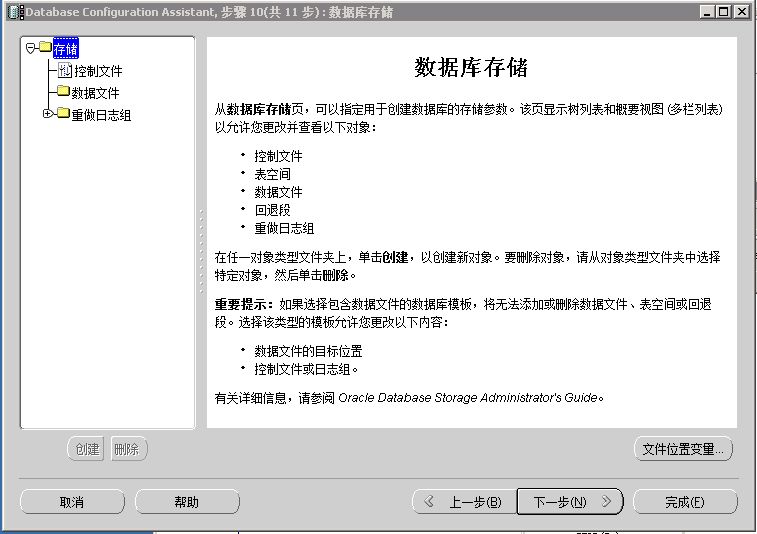 Database Configuration Assistant, 步骤 10(共 11 步) : 数据库存储
存储
控制文件
数据文件
重做日志组
数据库存储
从数据库存储页，可以指定用于创建数据库的存储参数。该页显示树列表和概要视图 (多栏列表)
以允许您更改并查看以下对象：
• 控制文件
• 表空间
• 数据文件
• 回退段
• 重做日志组
在任一对象类型文件夹上，单击创建，以创建新对象。要删除对象，请从对象类型文件夹中选择
特定对象，然后单击删除。
重要提示：如果选择包含数据文件的数据库模板，将无法添加或删除数据文件、表空间或回退
段。选择该类型的模板允许您更改以下内容：
• 数据文件的目标位置
• 控制文件或日志组。
有关详细信息，请参阅 Oracle Database Storage Administrator's Guide。
创建 删除 文件位置变量...
取消 帮助 上一步(B) 下一步(N) 完成(F)